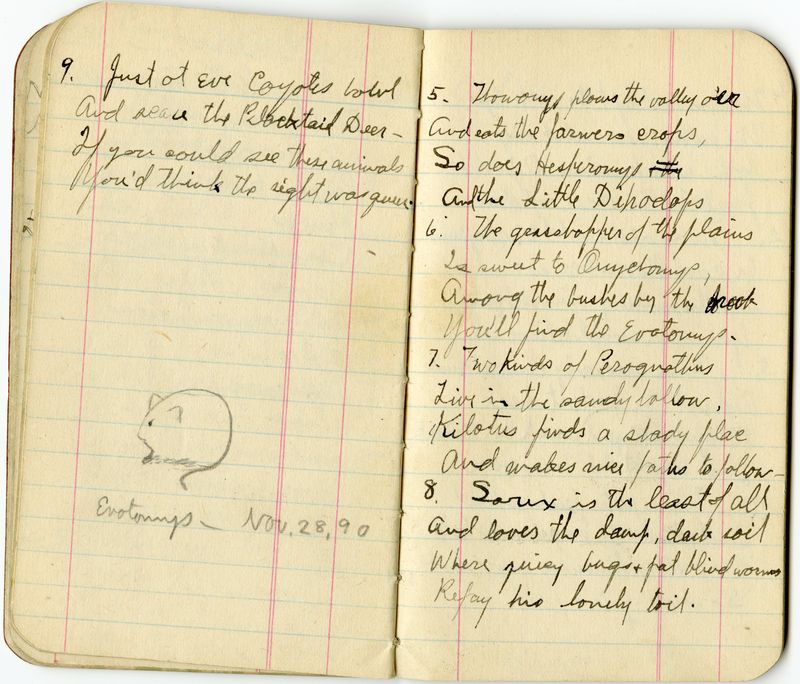 9. Just at Eve Coyotes howl
And scare the Blacktail Deer –
If you could see these animals
You'd think the sight was queer.
Evotomys – Nov. 28, 90
5. Thomomys plows the valley o'er
And eats the farmers crops,
So does Hesperomys
And the Little Dipodops
6. The grasshopper of the plains
Is sweet to Onychomys,
Among the bushes by the brook
You'll find the Evotomys.
7. Two kinds of Perognathus
Live in the sandy hollow,
Kilotus finds a shady place
And makes nice paths to follow –
8. Sorex is the least of all
And loves the damp, dark soil
Where juicy bugs + fat blind worms
Repay his lonely toil.